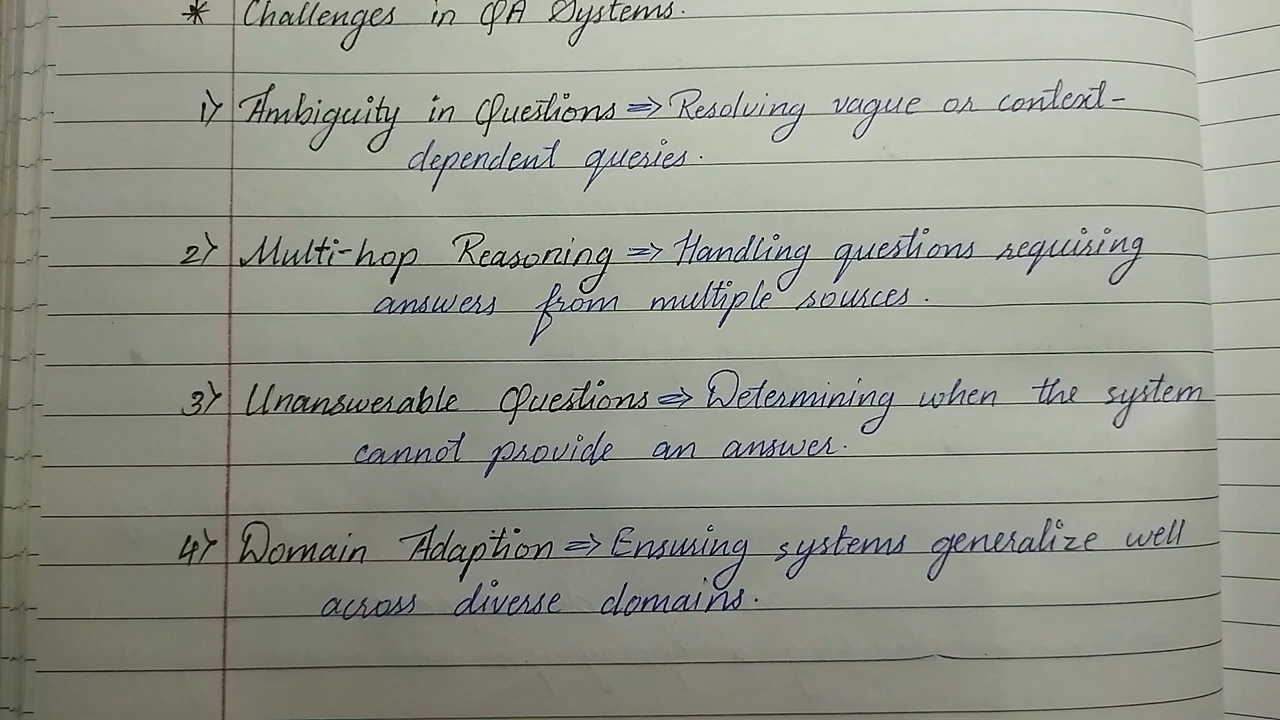 * Challenges in QA Systems.
1) Ambiguity in Questions => Resolving vague or context-
dependent queries.
2) Multi-hop Reasoning => Handling questions requiring
answers from multiple sources.
3) Unanswerable Questions => Determining when the system
cannot provide an answer.
4) Domain Adaption => Ensuring systems generalize well
across diverse domains.